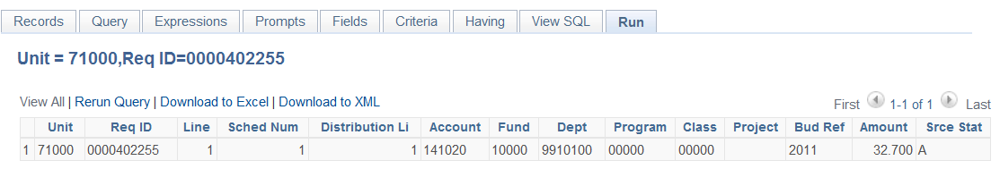 Records Query Expressions Prompts Fields Criteria Having View SQL Run
Unit = 71000,Req ID=0000402255
View All | Rerun Query | Download to Excel | Download to XML First 1-1 of 1 Last
Unit Req ID Line Sched Num Distribution Li Account Fund Dept Program Class Project Bud Ref Amount Srce Stat
1 71000 0000402255 1 1 1 141020 10000 9910100 00000 00000 2011 32.700 A